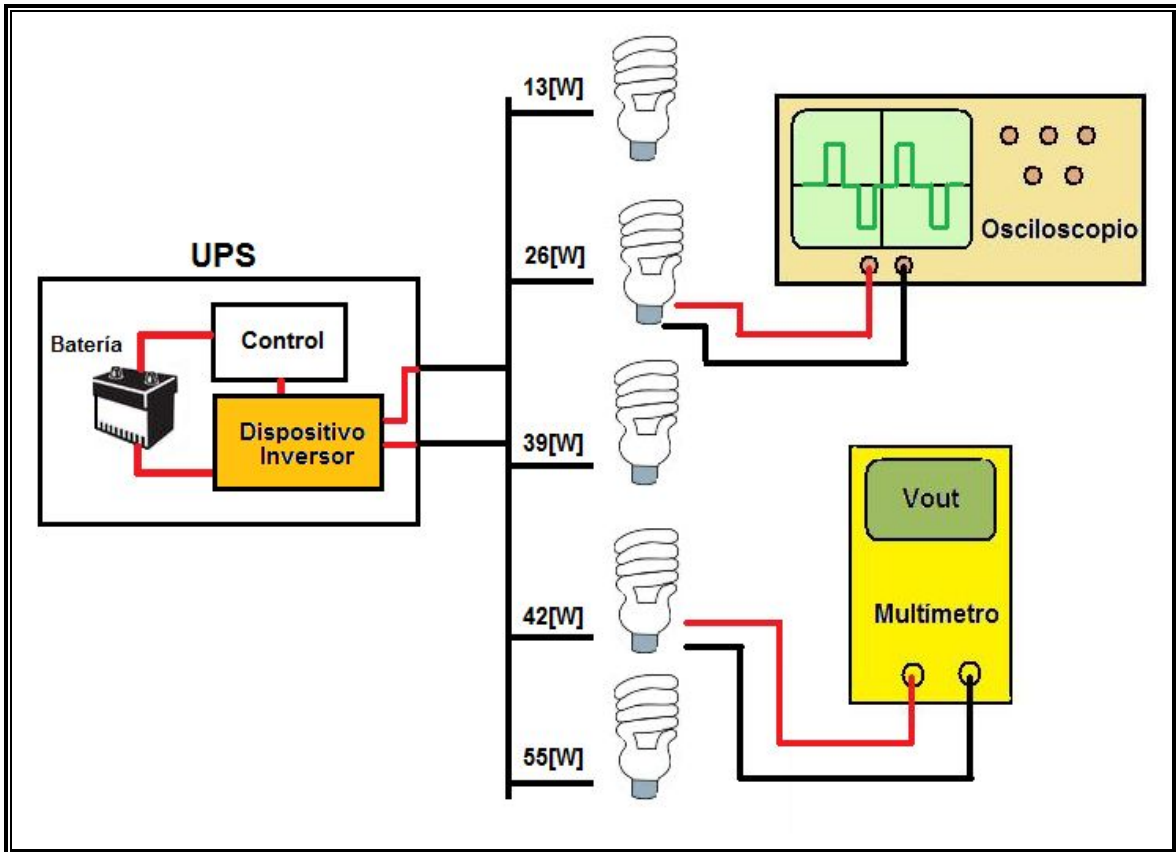 UPS
Batería
Control
Dispositivo
Inversor
13[W]
26[W]
39[W]
42[W]
55[W]
Osciloscopio
Vout
Multímetro